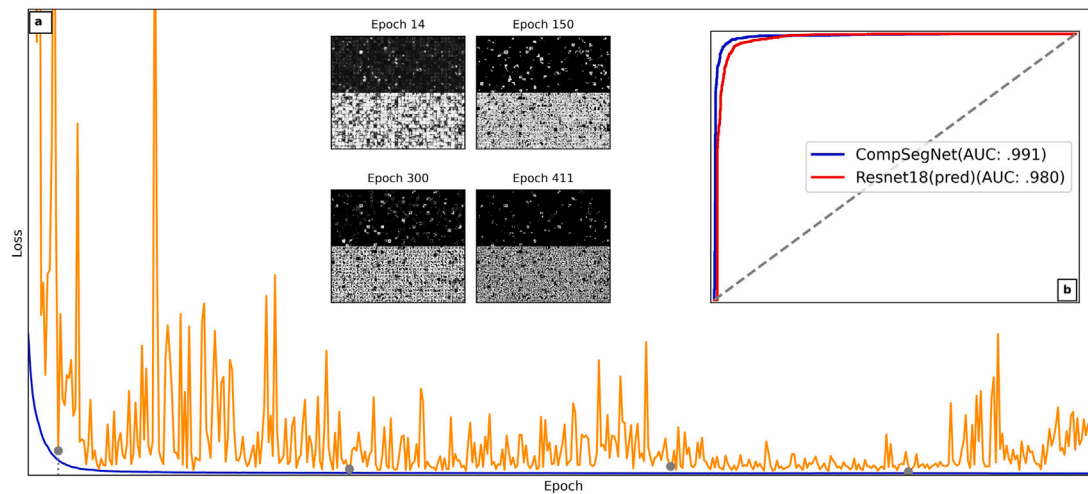 a
Epoch 14
Epoch 150
Epoch 300
Epoch 411
Loss
Epoch
CompSegNet(AUC: .991)
Resnet18(pred)(AUC: .980)
b